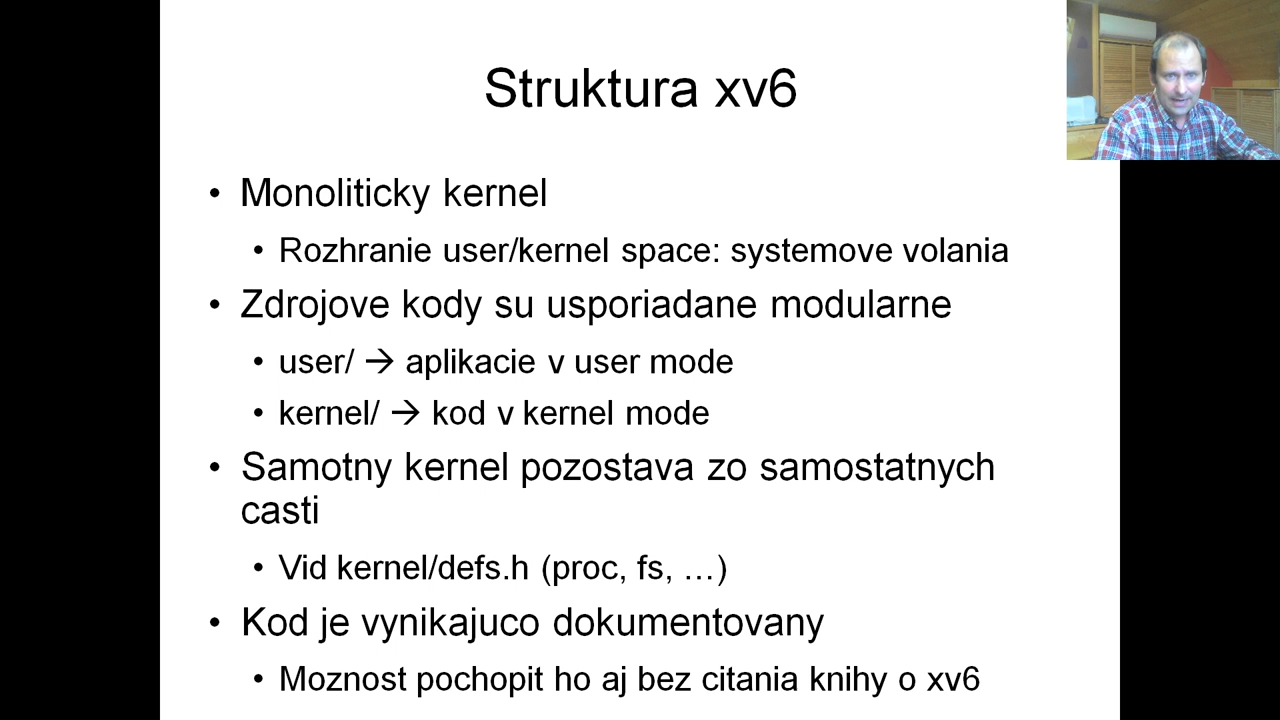 Struktura xv6
• Monoliticky kernel
• Rozhranie user/kernel space: systemove volania
• Zdrojove kody su usporiadane modularne
• user/ → aplikacie v user mode
• kernel/ → kod v kernel mode
• Samotny kernel pozostava zo samostatnych
casti
• Vid kernel/defs.h (proc, fs, …)
• Kod je vynikajuco dokumentovany
• Moznost pochopit ho aj bez citania knihy o xv6